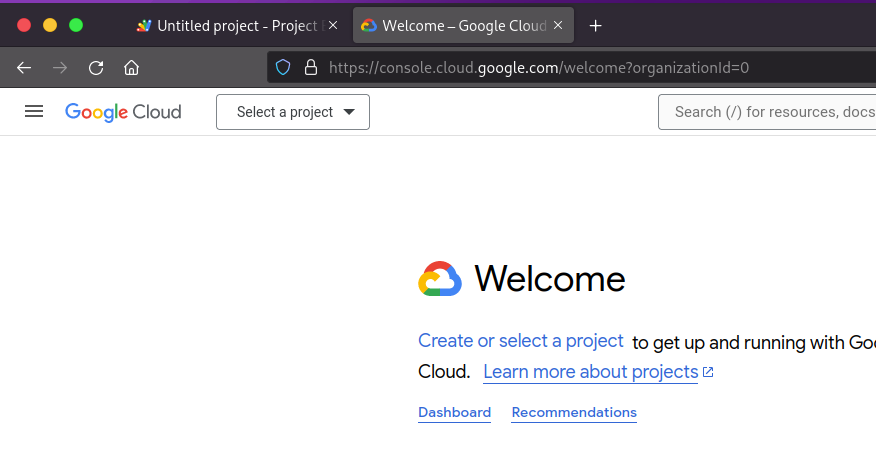 Untitled project - Project
Welcome – Google Cloud
https://console.cloud.google.com/welcome?organizationId=0
Google Cloud
Select a project
Search (/) for resources, docs
Welcome
Create or select a project to get up and running with Goo
Cloud. Learn more about projects
Dashboard Recommendations